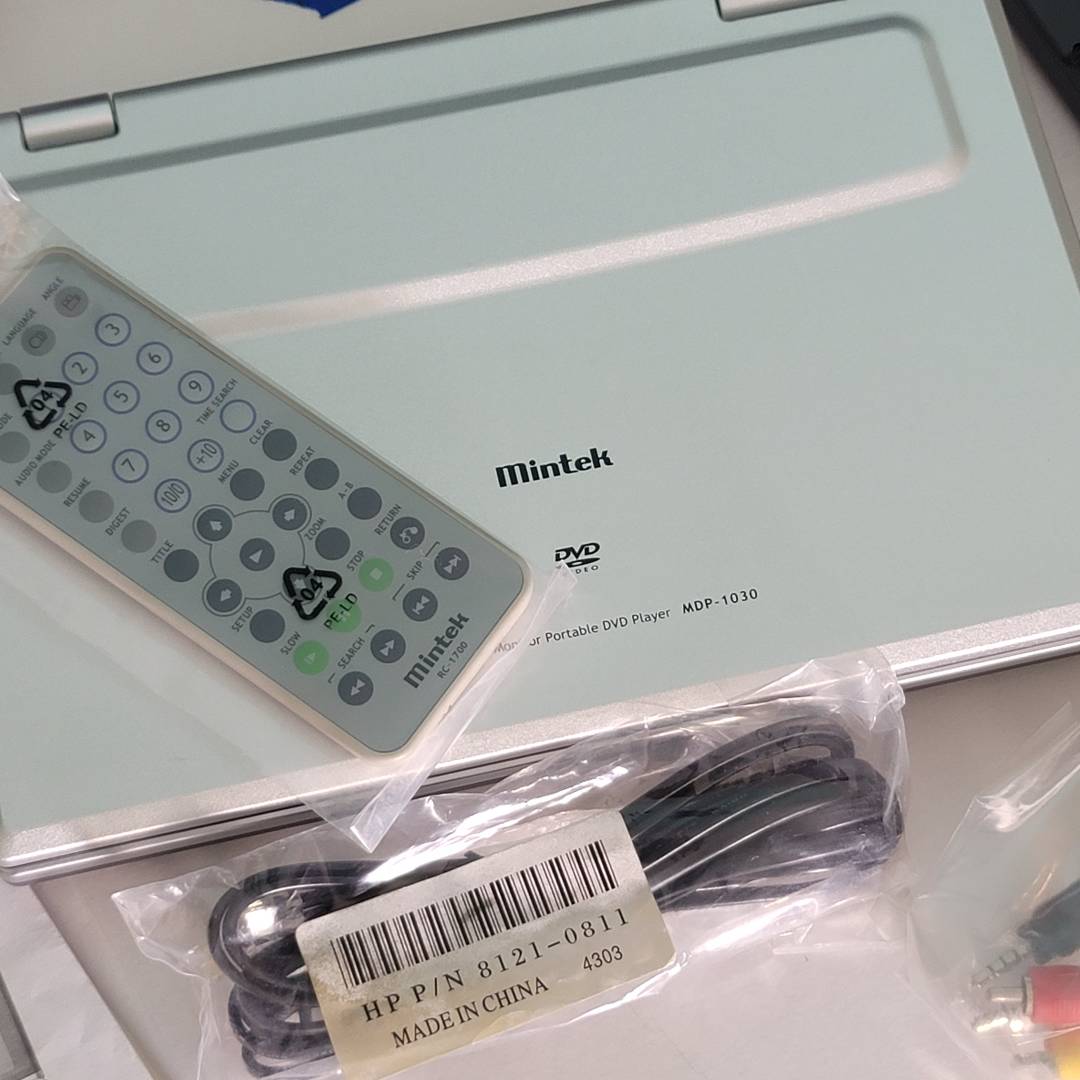 Mintek
DVD
VIDEO
Portable DVD Player MDP-1030
ANGLE
LANGUAGE
3
2
6
5
9
4
8
TIME SEARCH
7
+10
CLEAR
10/0
MENU
REPEAT
AUDIO MODE
A-B
RESUME
RETURN
DIGEST
ZOOM
TITLE
STOP
SKIP
SETUP
SLOW
SEARCH
04
PE-LD
04
PE-LD
Mintek
RC-1700
HP P/N 8121-0811
MADE IN CHINA 4303